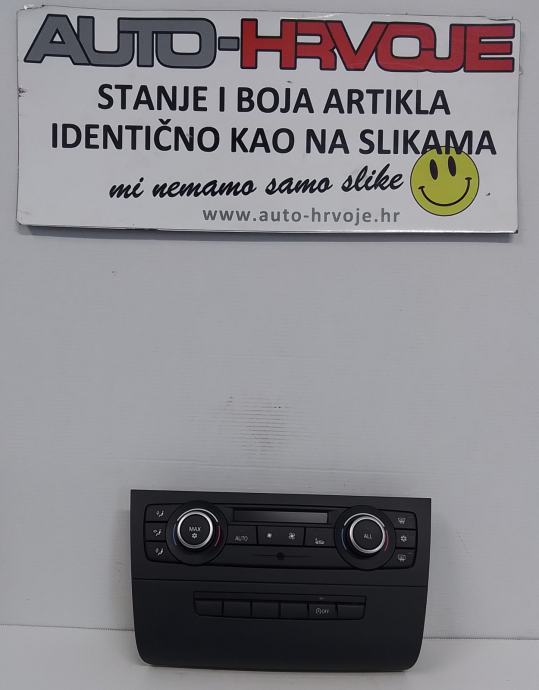 AUTO-HRVOJE
STANJE I BOJA ARTIKLA
IDENTIČNO KAO NA SLIKAMA
mi nemamo samo slike
www.auto-hrvoje.hr
MAX
AUTO
ALL
OFF